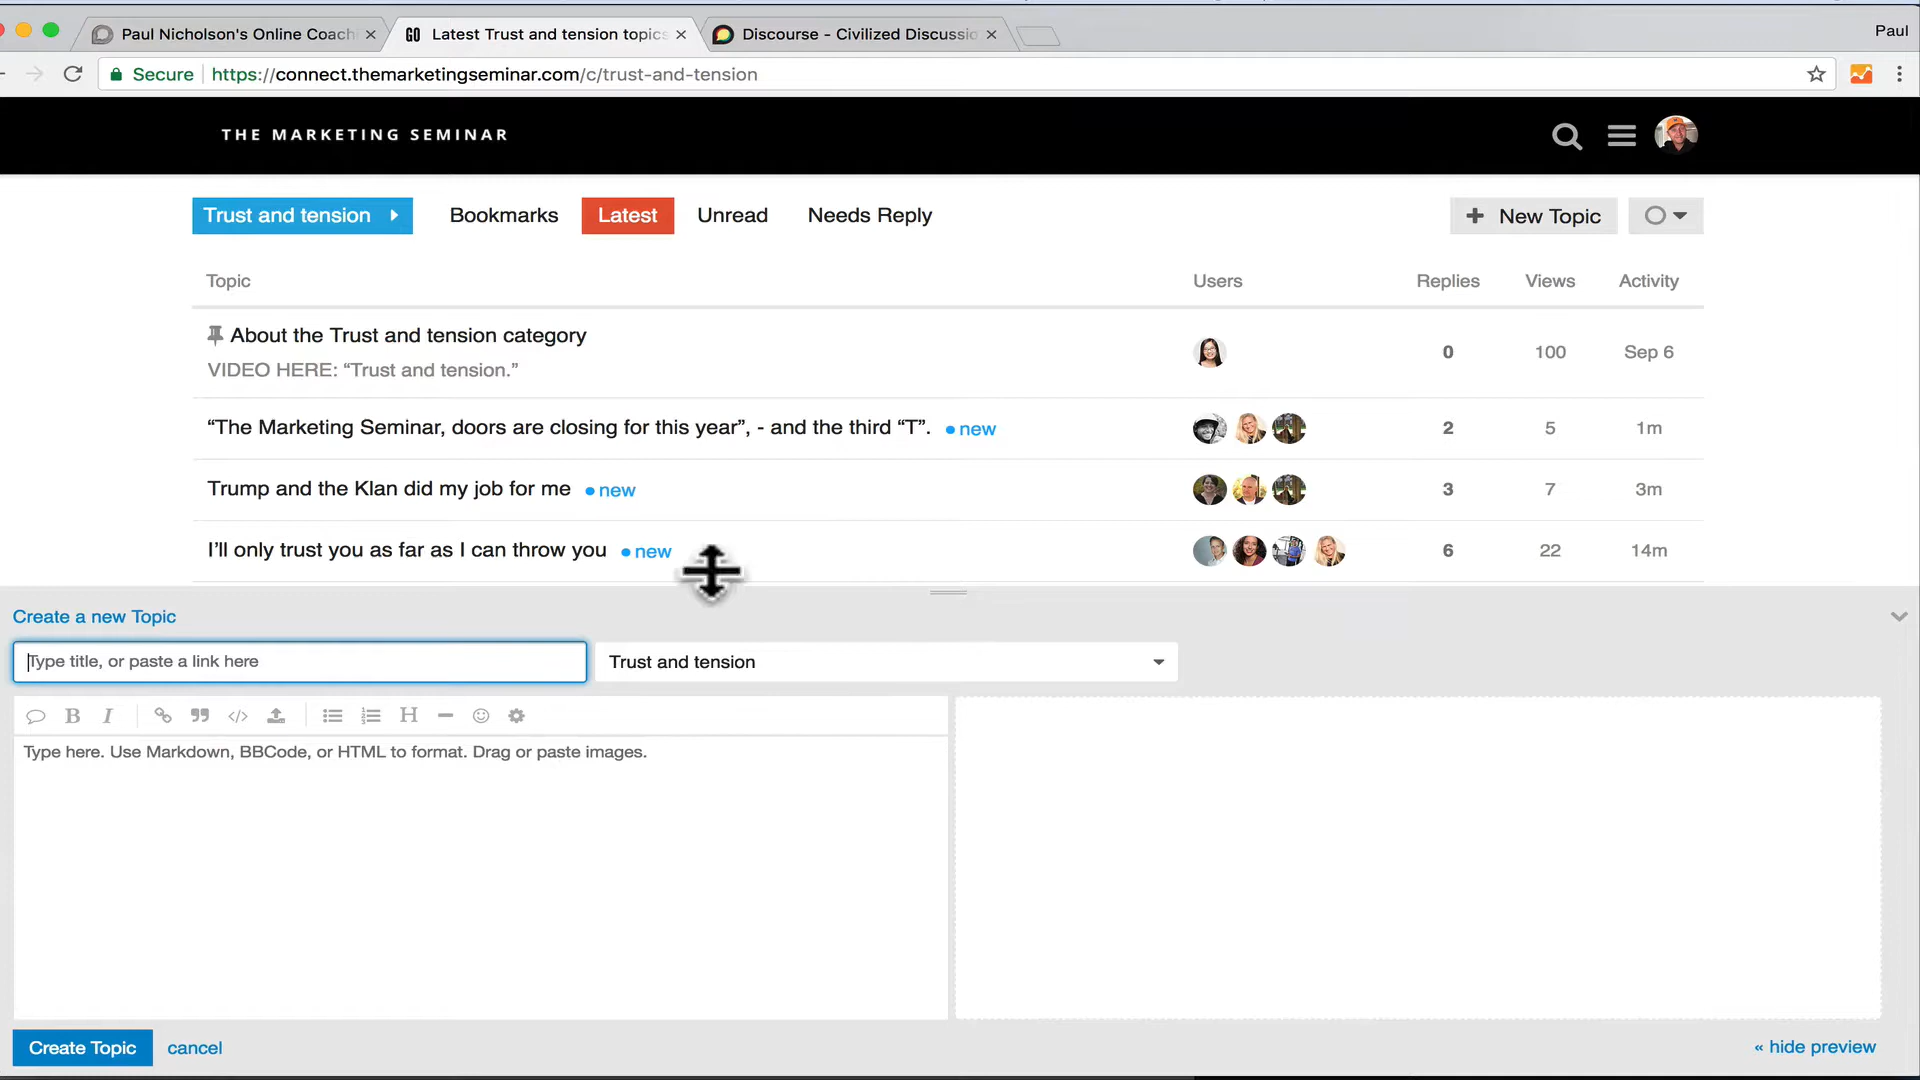 Paul Nicholson's Online Coachi
GO Latest Trust and tension topics
Discourse - Civilized Discussio
Paul
Secure https://connect.themarketingseminar.com/c/trust-and-tension
THE MARKETING SEMINAR
Trust and tension Bookmarks Latest Unread Needs Reply + New Topic
Topic Users Replies Views Activity
About the Trust and tension category
VIDEO HERE: “Trust and tension.”
0 100 Sep 6
“The Marketing Seminar, doors are closing for this year”, - and the third “T”. new 2 5 1m
Trump and the Klan did my job for me new 3 7 3m
I’ll only trust you as far as I can throw you new 6 22 14m
Create a new Topic
Type title, or paste a link here Trust and tension
B I H
Type here. Use Markdown, BBCode, or HTML to format. Drag or paste images.
Create Topic cancel « hide preview